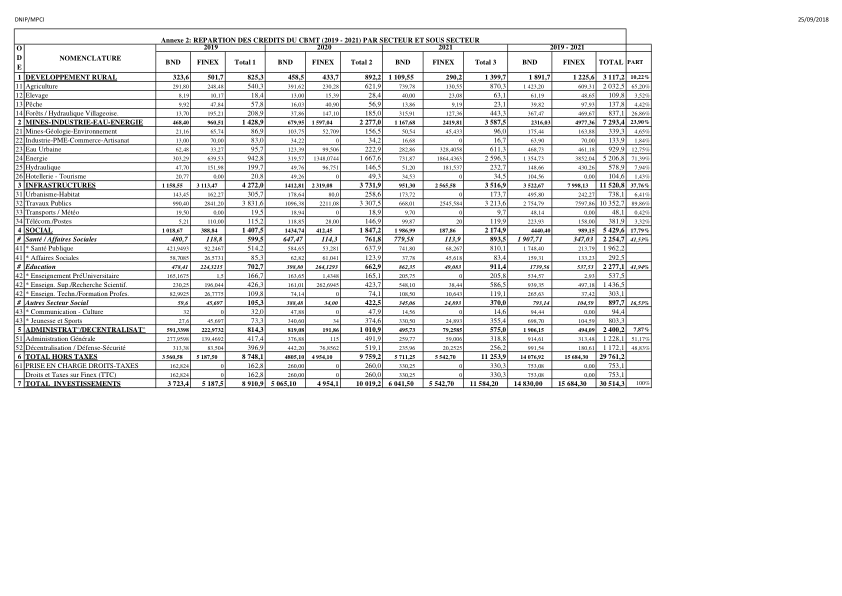 DNIP/MPCI 25/09/2018
Annexe 2: REPARTION DES CREDITS DU CBMT (2019 - 2021) PAR SECTEUR ET SOUS SECTEUR
O D E NOMENCLATURE 2019 2020 2021 2019 - 2021
BND FINEX Total 1 BND FINEX Total 2 BND FINEX Total 3 BND FINEX TOTAL PART
1 DEVELOPPEMENT RURAL 323,6 501,7 825,3 458,5 433,7 892,2 1 109,55 290,2 1 399,7 1 891,7 1 225,6 3 117,2 10,22%
11 Agriculture 291,80 248,48 540,3 391,62 230,28 621,9 739,78 130,55 870,3 1 423,20 609,31 2 032,5 65,20%
12 Elevage 8,19 10,17 18,4 13,00 15,39 28,4 40,00 23,08 63,1 61,19 48,65 109,8 3,52%
13 Pêche 9,92 47,84 57,8 16,03 40,90 56,9 13,86 9,19 23,1 39,82 97,93 137,8 4,42%
14 Forêts / Hydraulique Villageoise. 13,70 195,21 208,9 37,86 147,10 185,0 315,91 127,36 443,3 367,47 469,67 837,1 26,86%
2 MINES-INDUSTRIE-EAU-ENERGIE 468,40 960,51 1 428,9 679,95 1 597,04 2 277,0 1 167,68 2419,81 3 587,5 2316,03 4977,36 7 293,4 23,90%
21 Mines-Géologie-Environnement 21,16 65,74 86,9 103,75 52,709 156,5 50,54 45,433 96,0 175,44 163,88 339,3 4,65%
22 Industrie-PME-Commerce-Artisanat 13,00 70,00 83,0 34,22 0 34,2 16,68 0 16,7 63,90 70,00 133,9 1,84%
23 Eau Urbaine 62,48 33,27 95,7 123,39 99,506 222,9 282,86 328,4058 611,3 468,73 461,18 929,9 12,75%
24 Energie 303,29 639,53 942,8 319,57 1348,0744 1 667,6 731,87 1864,4363 2 596,3 1 354,73 3852,04 5 206,8 71,39%
25 Hydraulique 47,70 151,98 199,7 49,76 96,751 146,5 51,20 181,537 232,7 148,66 430,26 578,9 7,94%
26 Hotellerie - Tourisme 20,77 0,00 20,8 49,26 0 49,3 34,53 0 34,5 104,56 0,00 104,6 1,43%
3 INFRASTRUCTURES 1 158,55 3 113,47 4 272,0 1412,81 2 319,08 3 731,9 951,30 2 565,58 3 516,9 3 522,67 7 998,13 11 520,8 37,76%
31 Urbanisme-Habitat 143,45 162,27 305,7 178,64 80,0 258,6 173,72 0 173,7 495,80 242,27 738,1 6,41%
32 Travaux Publics 990,40 2841,20 3 831,6 1096,38 2211,08 3 307,5 668,01 2545,584 3 213,6 2 754,79 7597,86 10 352,7 89,86%
33 Transports / Météo 19,50 0,00 19,5 18,94 0 18,9 9,70 0 9,7 48,14 0,00 48,1 0,42%
34 Télécom./Postes 5,21 110,00 115,2 118,85 28,00 146,9 99,87 20 119,9 223,93 158,00 381,9 3,32%
4 SOCIAL 1 018,67 388,84 1 407,5 1434,74 412,45 1 847,2 1 986,99 187,86 2 174,9 4440,40 989,15 5 429,6 17,79%
# Santé / Affaires Sociales 480,7 118,8 599,5 647,47 114,3 761,8 779,58 113,9 893,5 1 907,71 347,03 2 254,7 41,53%
41 * Santé Publique 421,9493 92,2467 514,2 584,65 53,281 637,9 741,80 68,267 810,1 1 748,40 213,79 1 962,2
41 * Affaires Sociales 58,7085 26,5731 85,3 62,82 61,041 123,9 37,78 45,618 83,4 159,31 133,23 292,5
# Education 478,41 224,3215 702,7 398,80 264,1293 662,9 862,35 49,083 911,4 1739,56 537,53 2 277,1 41,94%
42 * Enseignement PréUniversitaire 165,1675 1,5 166,7 163,65 1,4348 165,1 205,75 0 205,8 534,57 2,93 537,5
42 * Enseign. Sup./Recherche Scientif. 230,25 196,044 426,3 161,01 262,6945 423,7 548,10 38,44 586,5 939,35 497,18 1 436,5
42 * Enseign. Techn./Formation Profes. 82,9925 26,7775 109,8 74,14 0 74,1 108,50 10,643 119,1 265,63 37,42 303,1
# Autres Secteur Social 59,6 45,697 105,3 388,48 34,00 422,5 345,06 24,893 370,0 793,14 104,59 897,7 16,53%
43 * Communication - Culture 32 0 32,0 47,88 0 47,9 14,56 0 14,6 94,44 0,00 94,4
43 * Jeunesse et Sports 27,6 45,697 73,3 340,60 34 374,6 330,50 24,893 355,4 698,70 104,59 803,3
5 ADMINISTRAT°/DECENTRALISAT° 591,3398 222,9732 814,3 819,08 191,86 1 010,9 495,73 79,2585 575,0 1 906,15 494,09 2 400,2 7,87%
51 Administration Générale 277,9598 139,4692 417,4 376,88 115 491,9 259,77 59,006 318,8 914,61 313,48 1 228,1 51,17%
52 Décentralisation / Défense-Sécurité 313,38 83,504 396,9 442,20 76,8562 519,1 235,96 20,2525 256,2 991,54 180,61 1 172,1 48,83%
6 TOTAL HORS TAXES 3 560,58 5 187,50 8 748,1 4805,10 4 954,10 9 759,2 5 711,25 5 542,70 11 253,9 14 076,92 15 684,30 29 761,2
61 PRISE EN CHARGE DROITS-TAXES 162,824 0 162,8 260,00 0 260,0 330,25 0 330,3 753,08 0,00 753,1
Droits et Taxes sur Finex (TTC) 162,824 0 162,8 260,00 0 260,0 330,25 0 330,3 753,08 0,00 753,1
7 TOTAL INVESTISSEMENTS 3 723,4 5 187,5 8 910,9 5 065,10 4 954,1 10 019,2 6 041,50 5 542,70 11 584,20 14 830,00 15 684,30 30 514,3 100%